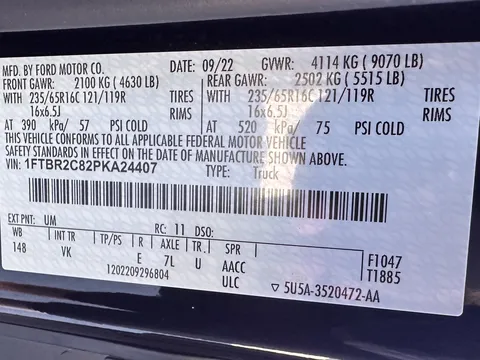 MFD. BY FORD MOTOR CO. DATE: 09/22 GVWR: 4114 KG ( 9070 LB)
FRONT GAWR: 2100 KG ( 4630 LB) REAR GAWR: 2502 KG ( 5515 LB)
WITH 235/65R16C 121/119R TIRES WITH 235/65R16C 121/119R TIRES
16x6.5J RIMS 16x6.5J RIMS
AT 390 kPa/ 57 PSI COLD AT 520 kPa/ 75 PSI COLD
THIS VEHICLE CONFORMS TO ALL APPLICABLE FEDERAL MOTOR VEHICLE
SAFETY STANDARDS IN EFFECT ON THE DATE OF MANUFACTURE SHOWN ABOVE.
VIN: 1FTBR2C82PKA24407 TYPE: Truck
EXT PNT: UM RC: 11 DSO:
WB INT TR TP/PS R AXLE TR. SPR F1047
148 VK E 7L U AACC T1885
1202209296804 ULC ▽ 5U5A-3520472-AA